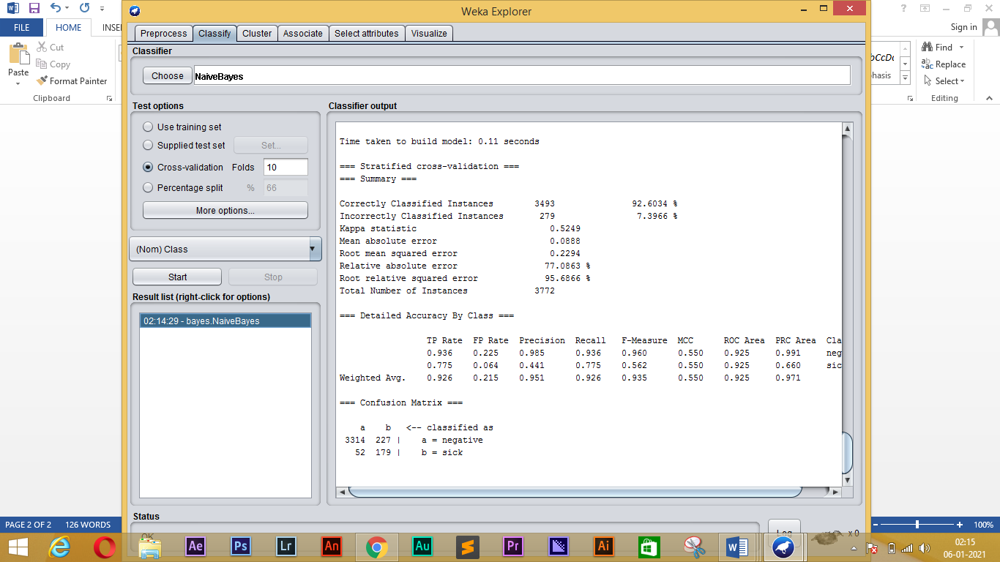 Weka Explorer
FILE HOME INSE
Sign in
Preprocess Classify Cluster Associate Select attributes Visualize
Cut
Copy
Format Painter
Paste
Clipboard
Find
Replace
Select
Editing
hasis
Classifier
Choose NaiveBayes
Test options
Use training set
Supplied test set Set...
Cross-validation Folds 10
Percentage split % 66
More options...
(Nom) Class
Start Stop
Result list (right-click for options)
02:14:29 - bayes.NaiveBayes
Classifier output
Time taken to build model: 0.11 seconds
=== Stratified cross-validation ===
=== Summary ===
Correctly Classified Instances 3493 92.6034 %
Incorrectly Classified Instances 279 7.3966 %
Kappa statistic 0.5249
Mean absolute error 0.0888
Root mean squared error 0.2294
Relative absolute error 77.0863 %
Root relative squared error 95.6866 %
Total Number of Instances 3772
=== Detailed Accuracy By Class ===
TP Rate FP Rate Precision Recall F-Measure MCC ROC Area PRC Area Cla
0.936 0.225 0.985 0.936 0.960 0.550 0.925 0.991 neg
0.775 0.064 0.441 0.775 0.562 0.550 0.925 0.660 sic
Weighted Avg. 0.926 0.215 0.951 0.926 0.935 0.550 0.925 0.971
=== Confusion Matrix ===
a b <-- classified as
3314 227 | a = negative
52 179 | b = sick
Status
OK
Log
x 0
PAGE 2 OF 2 126 WORDS
100%
Ae Ps Lr An Au Pr Ai
02:15
06-01-2021